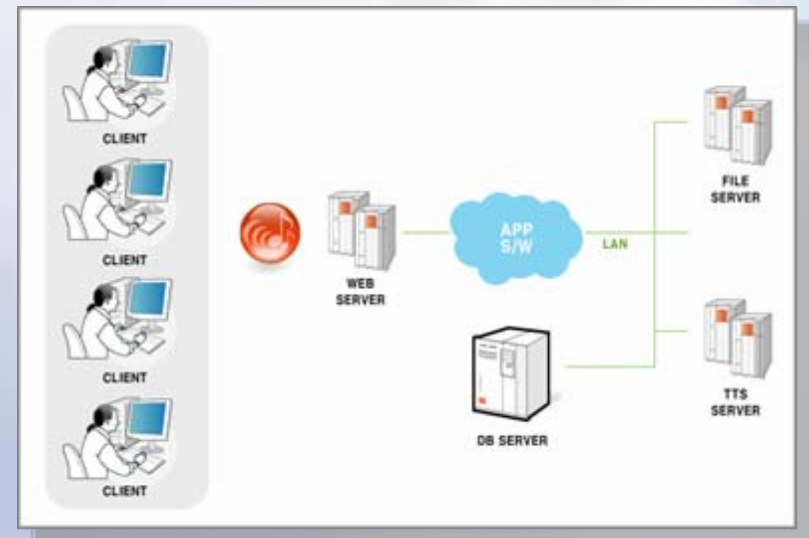 CLIENT
CLIENT
CLIENT
CLIENT
WEB
SERVER
APP
S/W
LAN
DB SERVER
FILE
SERVER
TTS
SERVER